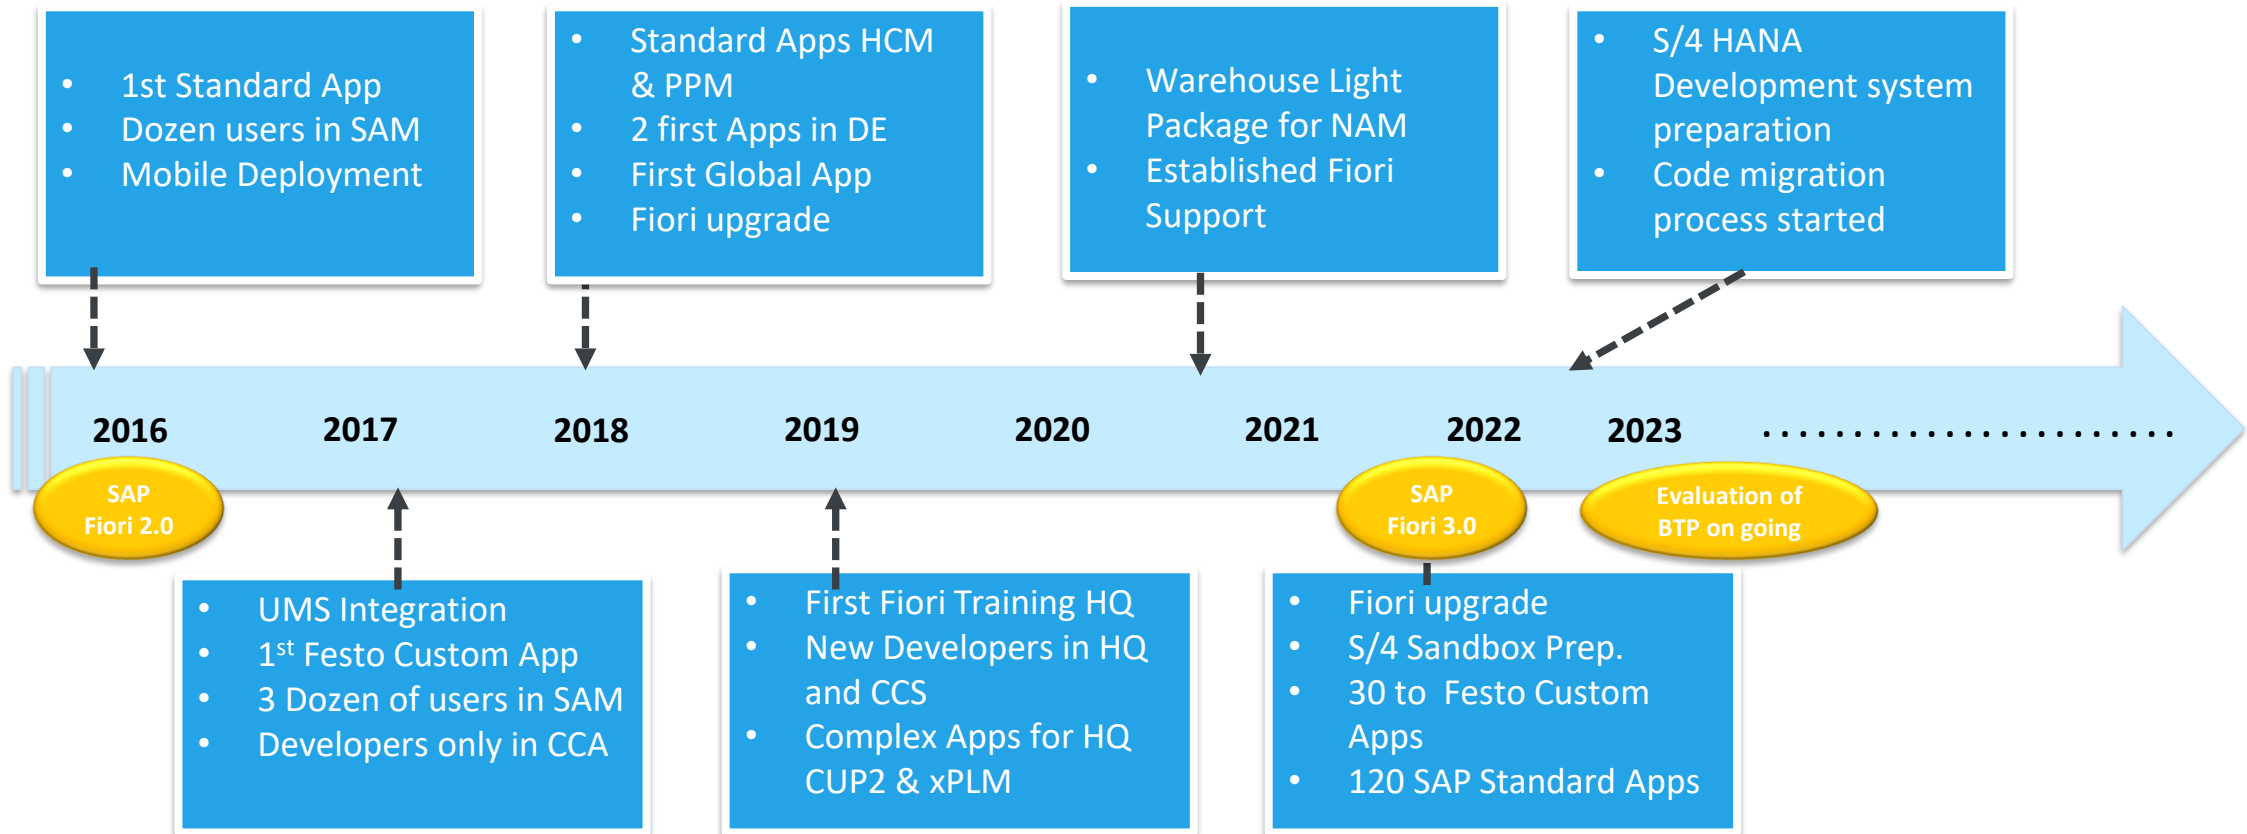 • 1st Standard App
• Dozen users in SAM
• Mobile Deployment
• Standard Apps HCM
& PPM
• 2 first Apps in DE
• First Global App
• Fiori upgrade
• Warehouse Light
Package for NAM
• Established Fiori
Support
• S/4 HANA
Development system
preparation
• Code migration
process started
2016 2017 2018 2019 2020 2021 2022 2023 ......................
SAP
Fiori 2.0
SAP
Fiori 3.0
Evaluation of
BTP on going
• UMS Integration
• 1st Festo Custom App
• 3 Dozen of users in SAM
• Developers only in CCA
• First Fiori Training HQ
• New Developers in HQ
and CCS
• Complex Apps for HQ
CUP2 & xPLM
• Fiori upgrade
• S/4 Sandbox Prep.
• 30 to Festo Custom
Apps
• 120 SAP Standard Apps